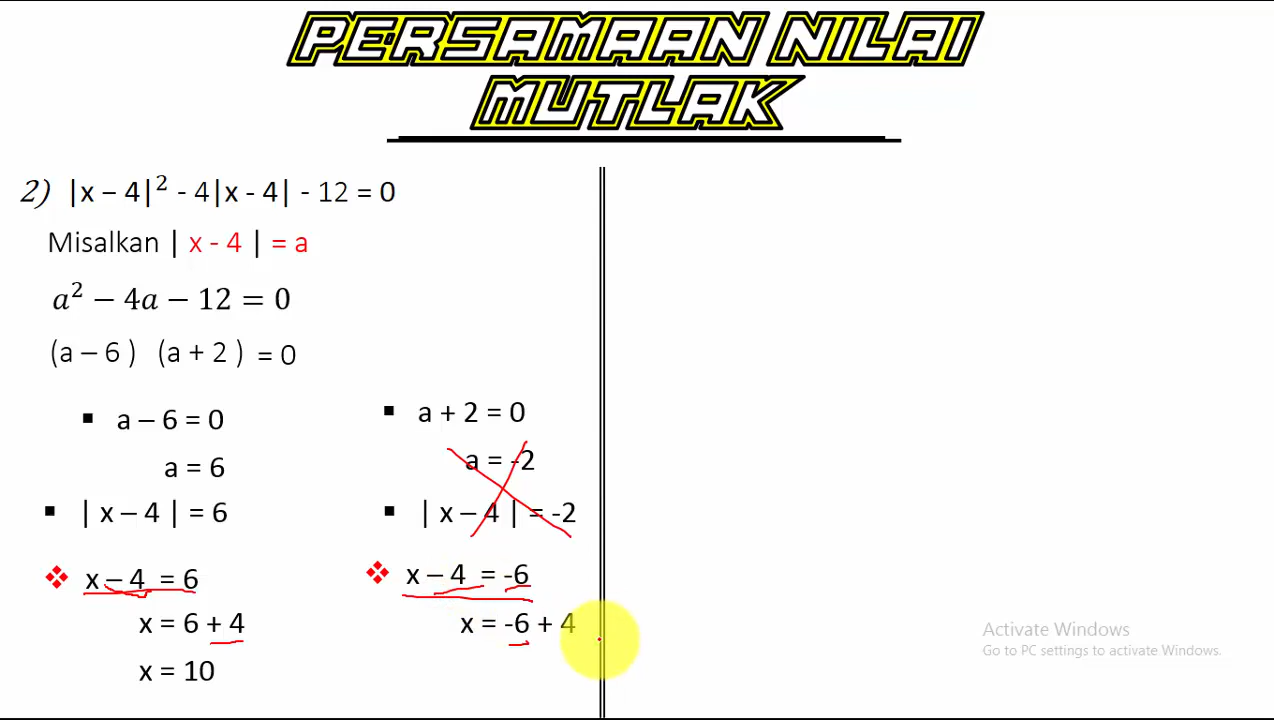 PERSAMAAN NILAI
MUTLAK
2) |x – 4|² - 4|x - 4| - 12 = 0
Misalkan | x - 4 | = a
a² − 4a − 12 = 0
(a – 6 ) (a + 2 ) = 0
▪ a – 6 = 0
a = 6
▪ | x – 4 | = 6
❖ x – 4 = 6
x = 6 + 4
x = 10
▪ a + 2 = 0
a = -2
▪ | x – 4 | = -2
❖ x – 4 = -6
x = -6 + 4
Activate Windows
Go to PC settings to activate Windows.